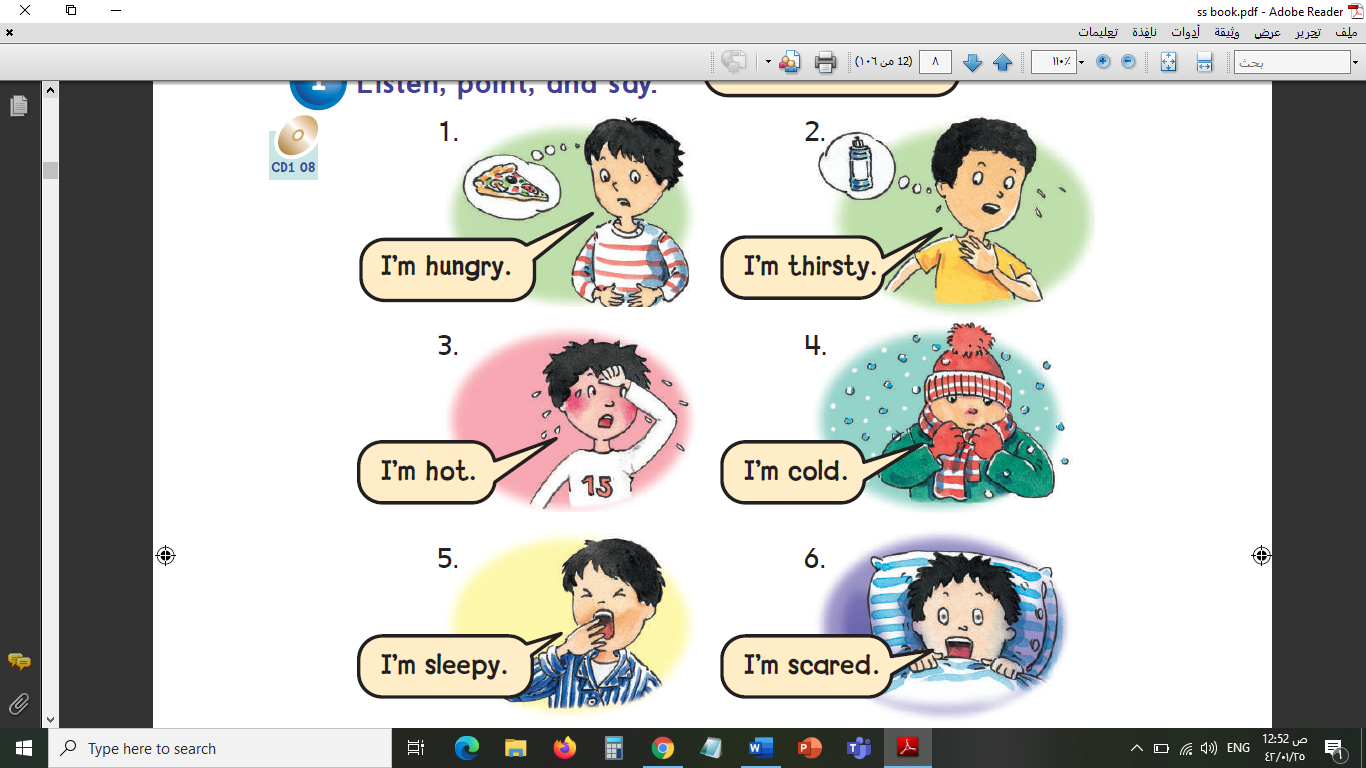 ss book.pdf - Adobe Reader
ملف تحرير عرض وثيقة أدوات نافذة تعليمات
(12 من ١٠٦)
٨
١١٠٪
بحث
1 Listen, point, and say.
CD1 08
1.
I'm hungry.
2.
I'm thirsty.
3.
15
I'm hot.
4.
I'm cold.
5.
I'm sleepy.
6.
I'm scared.
Type here to search
ENG
12:52 ص
٤٢/٠١/٢٥
1